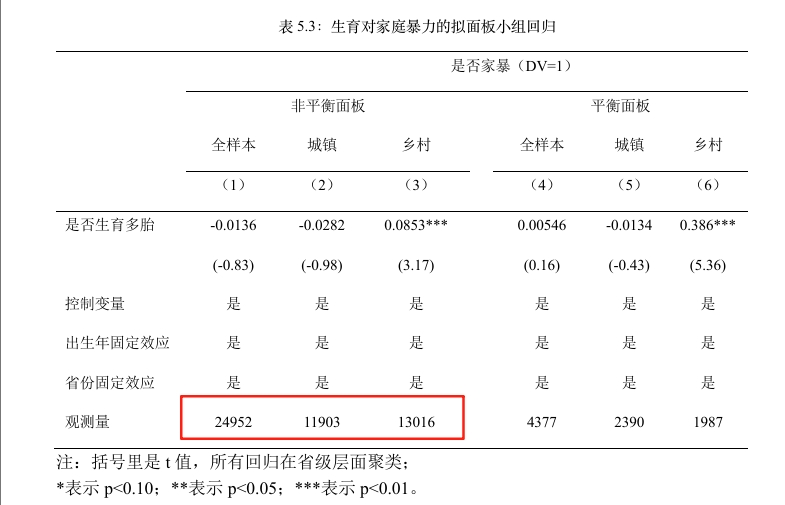 表 5.3：生育对家庭暴力的拟面板小组回归
是否家暴（DV=1）
非平衡面板 平衡面板
全样本 城镇 乡村 全样本 城镇 乡村
（1） （2） （3） （4） （5） （6）
是否生育多胎 -0.0136 -0.0282 0.0853*** 0.00546 -0.0134 0.386***
(-0.83) (-0.98) (3.17) (0.16) (-0.43) (5.36)
控制变量 是 是 是 是 是 是
出生年固定效应 是 是 是 是 是 是
省份固定效应 是 是 是 是 是 是
观测量 24952 11903 13016 4377 2390 1987
注：括号里是 t 值，所有回归在省级层面聚类；
*表示 p<0.10；**表示 p<0.05；***表示 p<0.01。